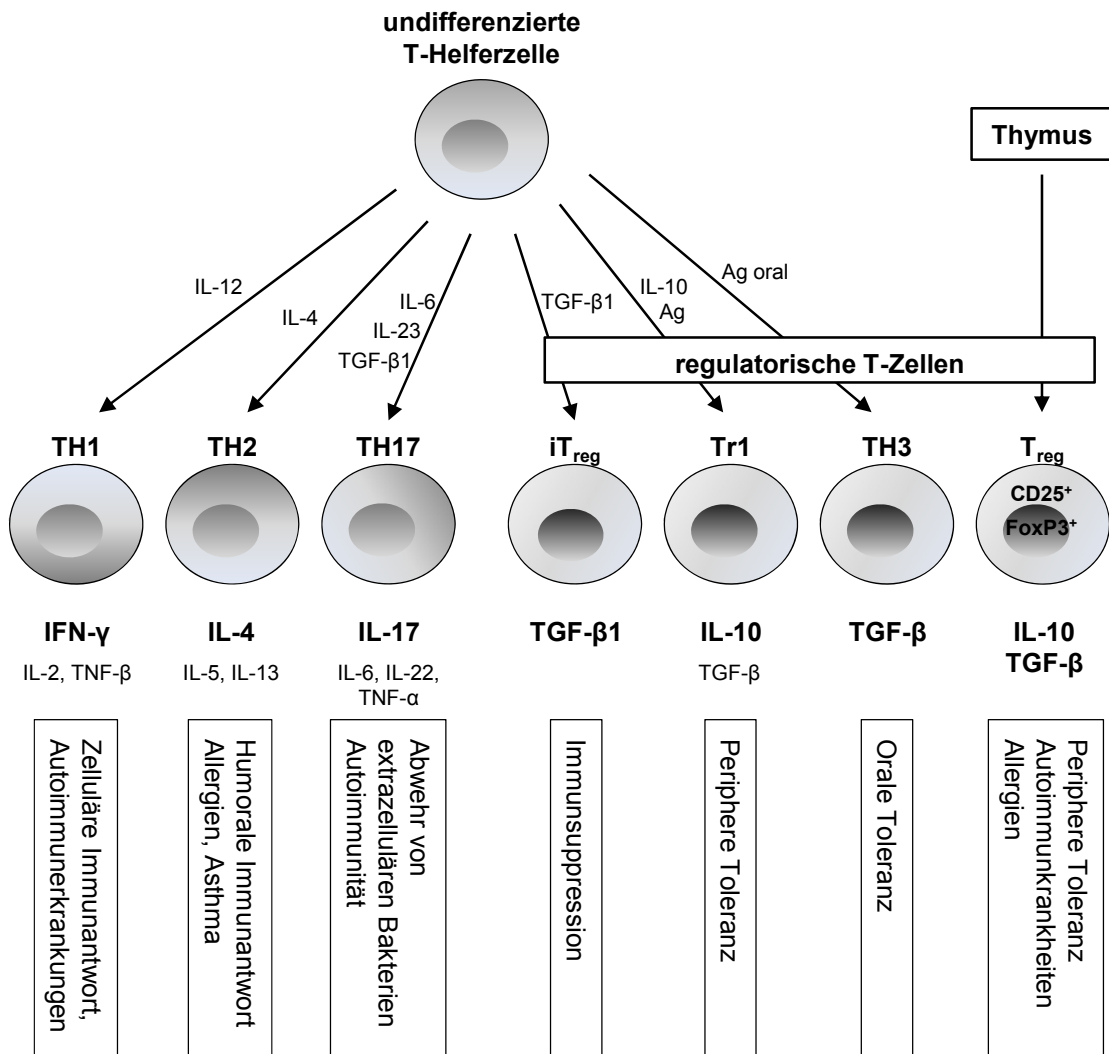 undifferenzierte
T-Helferzelle
Thymus
IL-12
IL-4
IL-6
IL-23
TGF-β1
TGF-β1
IL-10
Ag
Ag oral
regulatorische T-Zellen
TH1
TH2
TH17
iTreg
Tr1
TH3
Treg
CD25⁺
FoxP3⁺
IFN-γ
IL-2, TNF-β
IL-4
IL-5, IL-13
IL-17
IL-6, IL-22,
TNF-α
TGF-β1
IL-10
TGF-β
TGF-β
IL-10
TGF-β
Zelluläre Immunantwort,
Autoimmunerkrankungen
Humorale Immunantwort
Allergien, Asthma
Abwehr von
extrazellulären Bakterien
Autoimmunität
Immunsuppression
Periphere Toleranz
Orale Toleranz
Periphere Toleranz
Autoimmunkrankheiten
Allergien